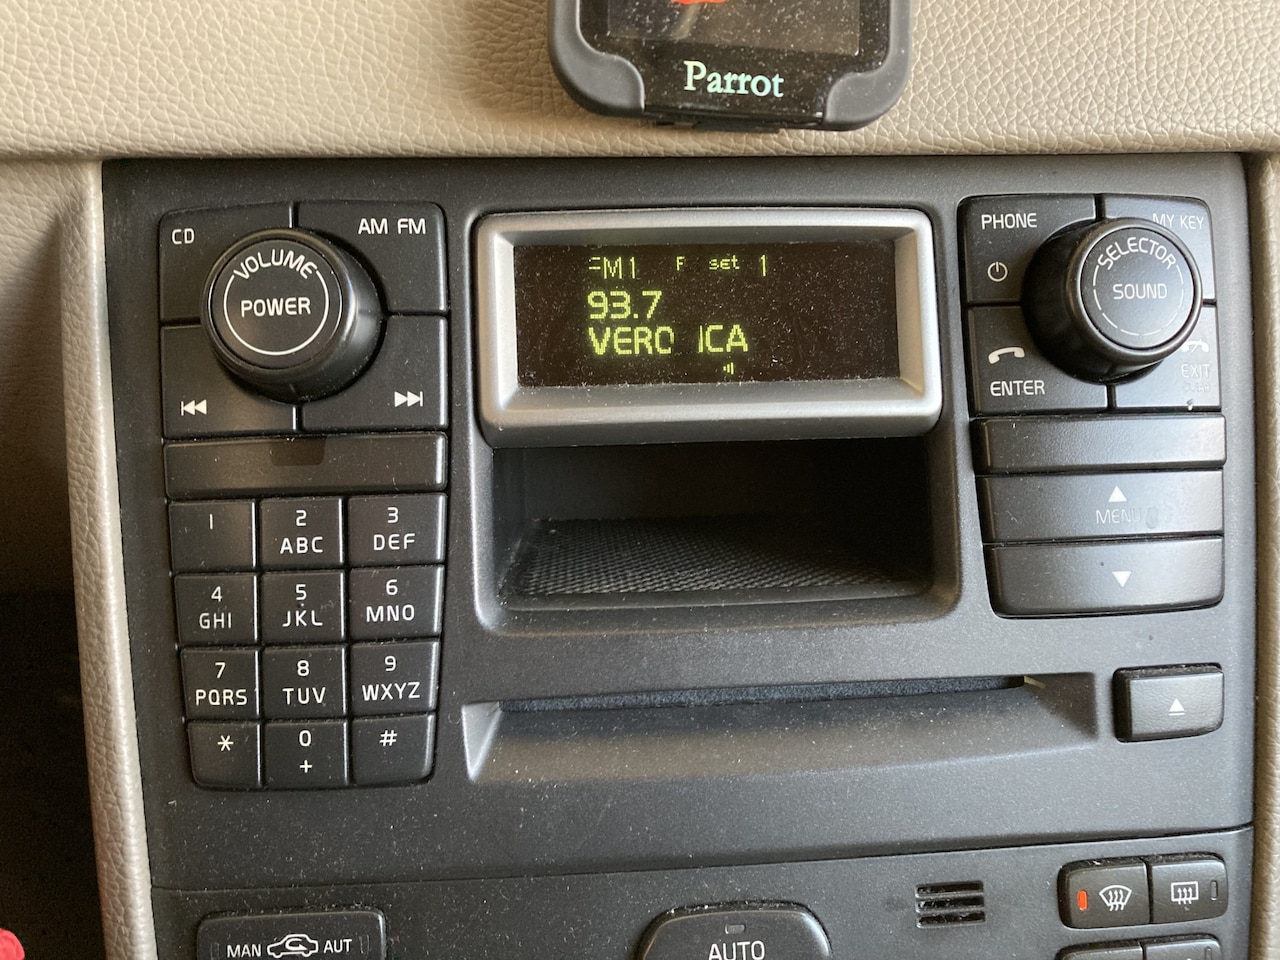 Parrot
CD
AM FM
VOLUME
POWER
FM1 F set 1
93.7
VERO ICA
PHONE
MY KEY
SELECTOR
SOUND
ENTER
EXIT
MENU
1
2
ABC
3
DEF
4
GHI
5
JKL
6
MNO
7
PQRS
8
TUV
9
WXYZ
*
0
+
#
MAN
AUT
AUTO